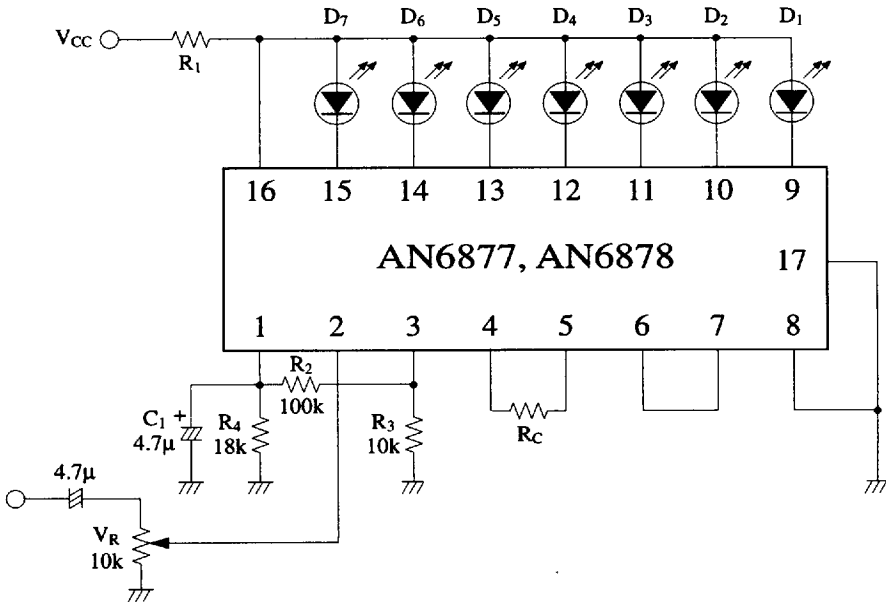 D7 D6 D5 D4 D3 D2 D1
VCC
R1
16 15 14 13 12 11 10 9
AN6877, AN6878
17
1 2 3 4 5 6 7 8
R2
100k
C1 +
4.7μ
R4
18k
R3
10k
RC
4.7μ
VR
10k